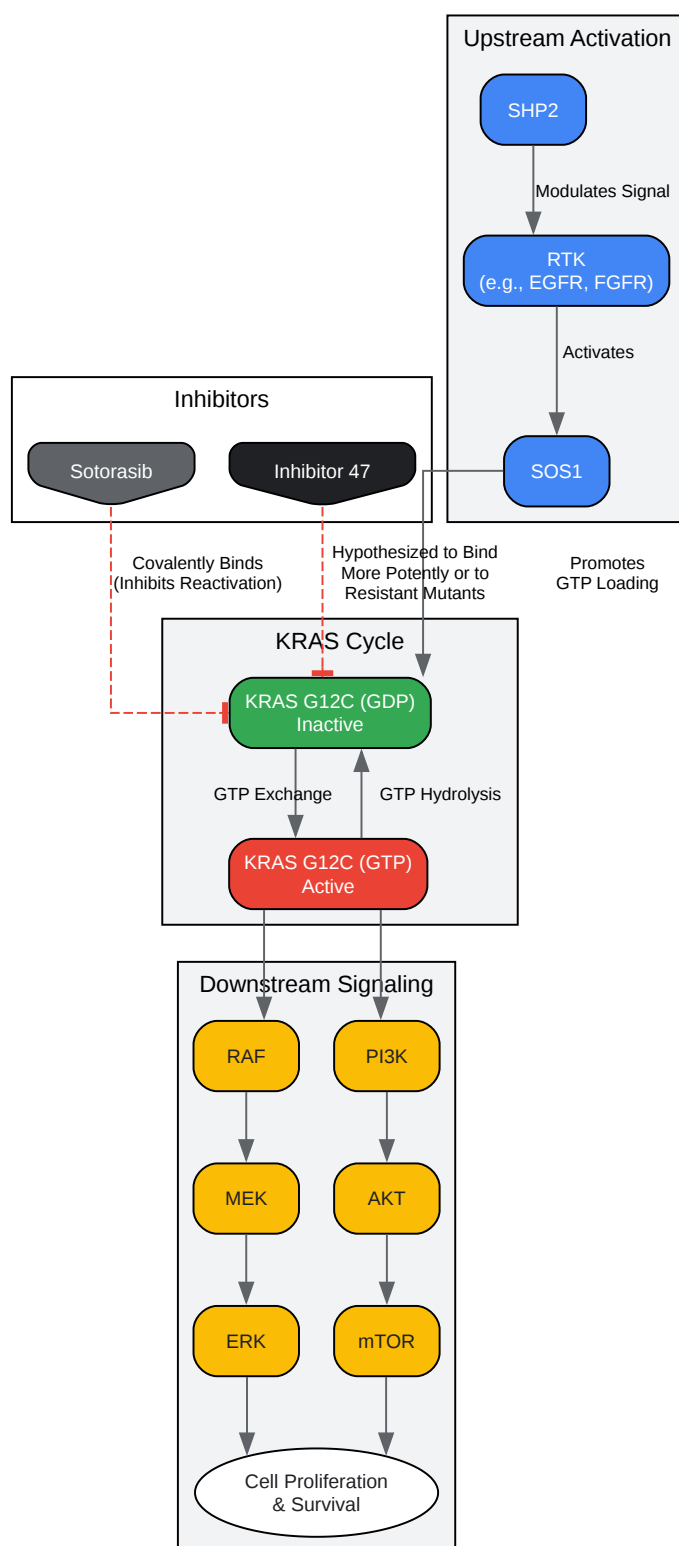 Upstream Activation
SHP2
Modulates Signal
RTK
(e.g., EGFR, FGFR)
Activates
SOS1
Inhibitors
Sotorasib
Inhibitor 47
Covalently Binds
(Inhibits Reactivation)
Hypothesized to Bind
More Potently or to
Resistant Mutants
Promotes
GTP Loading
KRAS Cycle
KRAS G12C (GDP)
Inactive
GTP Exchange
GTP Hydrolysis
KRAS G12C (GTP)
Active
Downstream Signaling
RAF
PI3K
MEK
AKT
ERK
mTOR
Cell Proliferation
& Survival